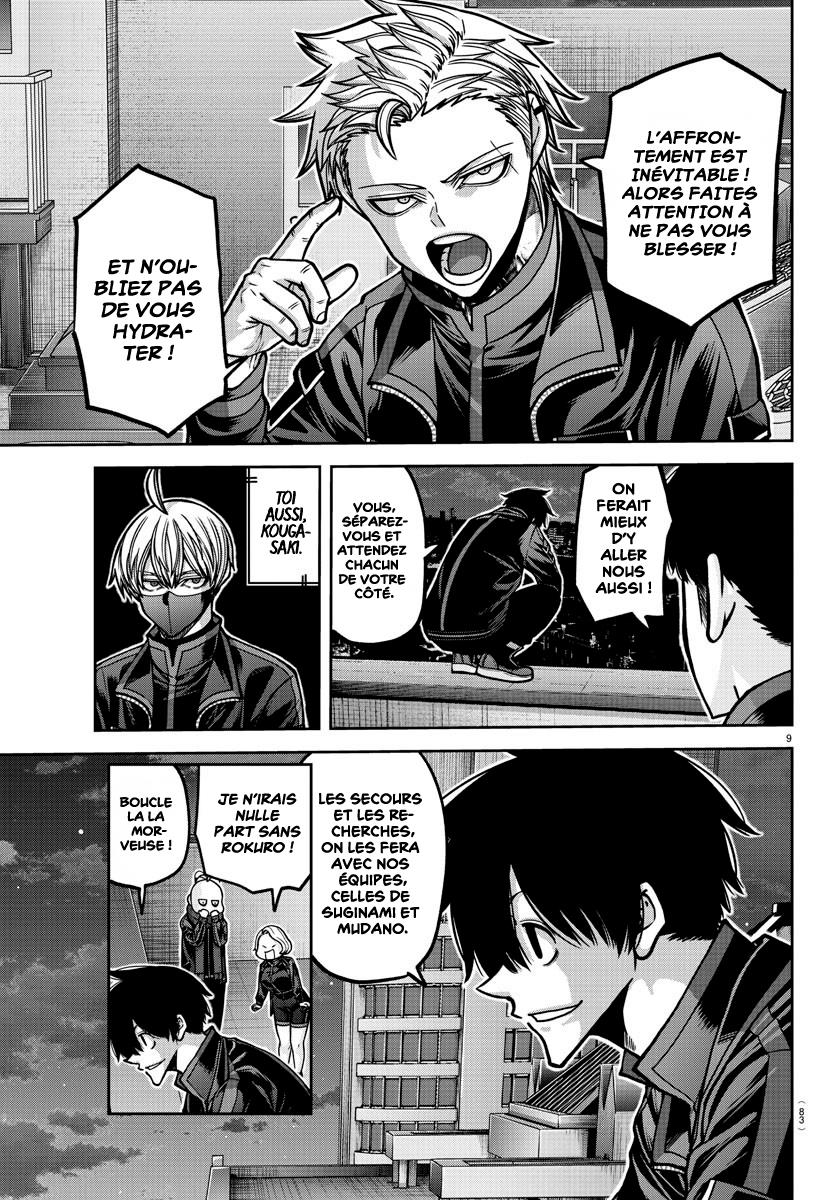 L'AFFRON-
TEMENT EST
INÉVITABLE !
ALORS FAITES
ATTENTION À
NE PAS VOUS
BLESSER !
ET N'OU-
BLIEZ PAS
DE VOUS
HYDRA-
TER !
ON
FERAIT
MIEUX
D'Y
ALLER
NOUS
AUSSI !
VOUS,
SÉPAREZ-
VOUS ET
ATTENDEZ
CHACUN
DE VOTRE
CÔTÉ.
TOI
AUSSI,
KOUGA-
SAKI.
9
LES SECOURS
ET LES RE-
CHERCHES,
ON LES FERA
AVEC NOS
ÉQUIPES,
CELLES DE
SUGINAMI ET
MUDANO.
JE N'IRAIS
NULLE
PART SANS
ROKURO !
BOUCLE
LA LA
MOR-
VEUSE !
(83)